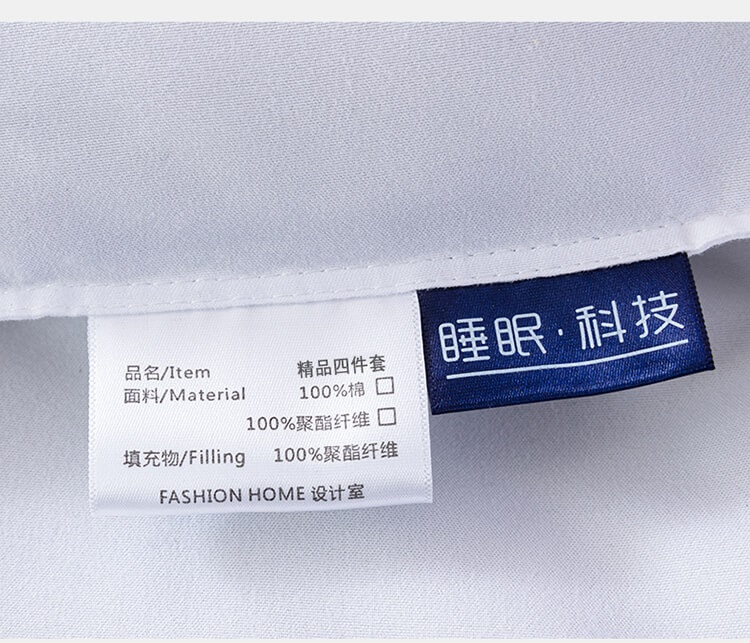 品名/Item 精品四件套
面料/Material 100%棉 □
100%聚酯纤维 □
填充物/Filling 100%聚酯纤维
FASHION HOME 设计室
睡眠·科技